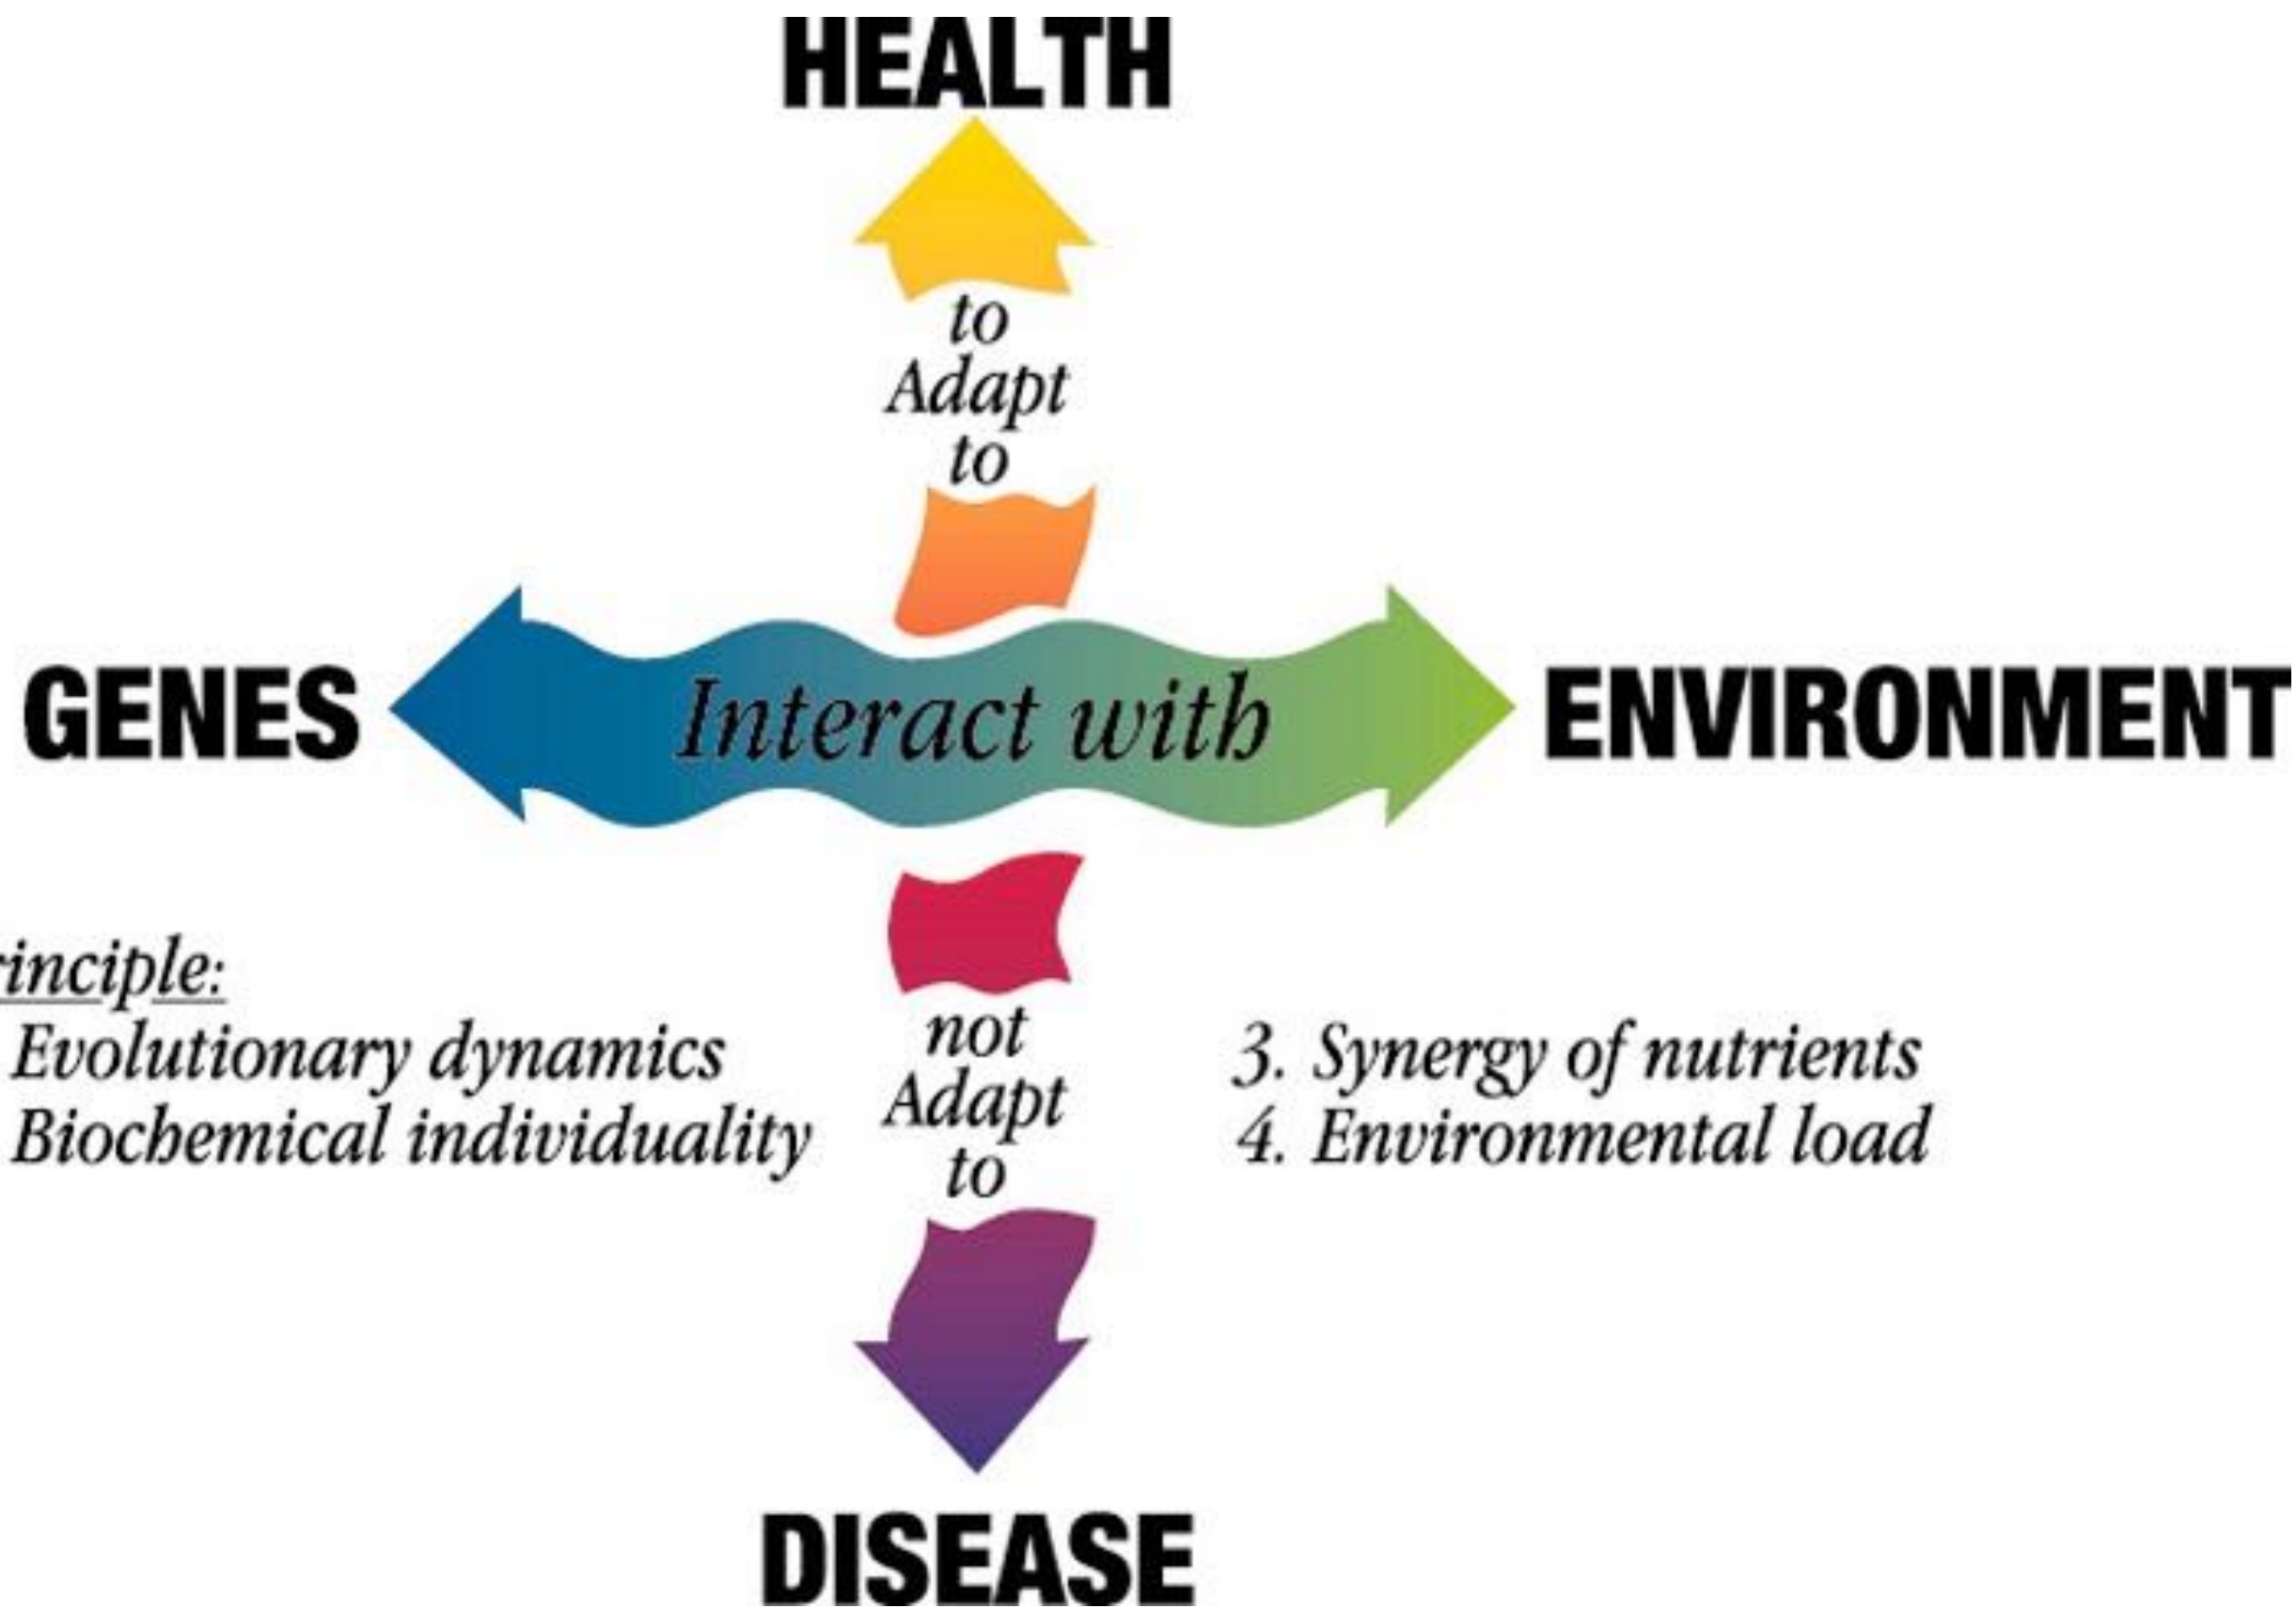 HEALTH
to
Adapt
to
GENES
Interact with
ENVIRONMENT
rinciple:
Evolutionary dynamics
Biochemical individuality
not
Adapt
to
3. Synergy of nutrients
4. Environmental load
DISEASE